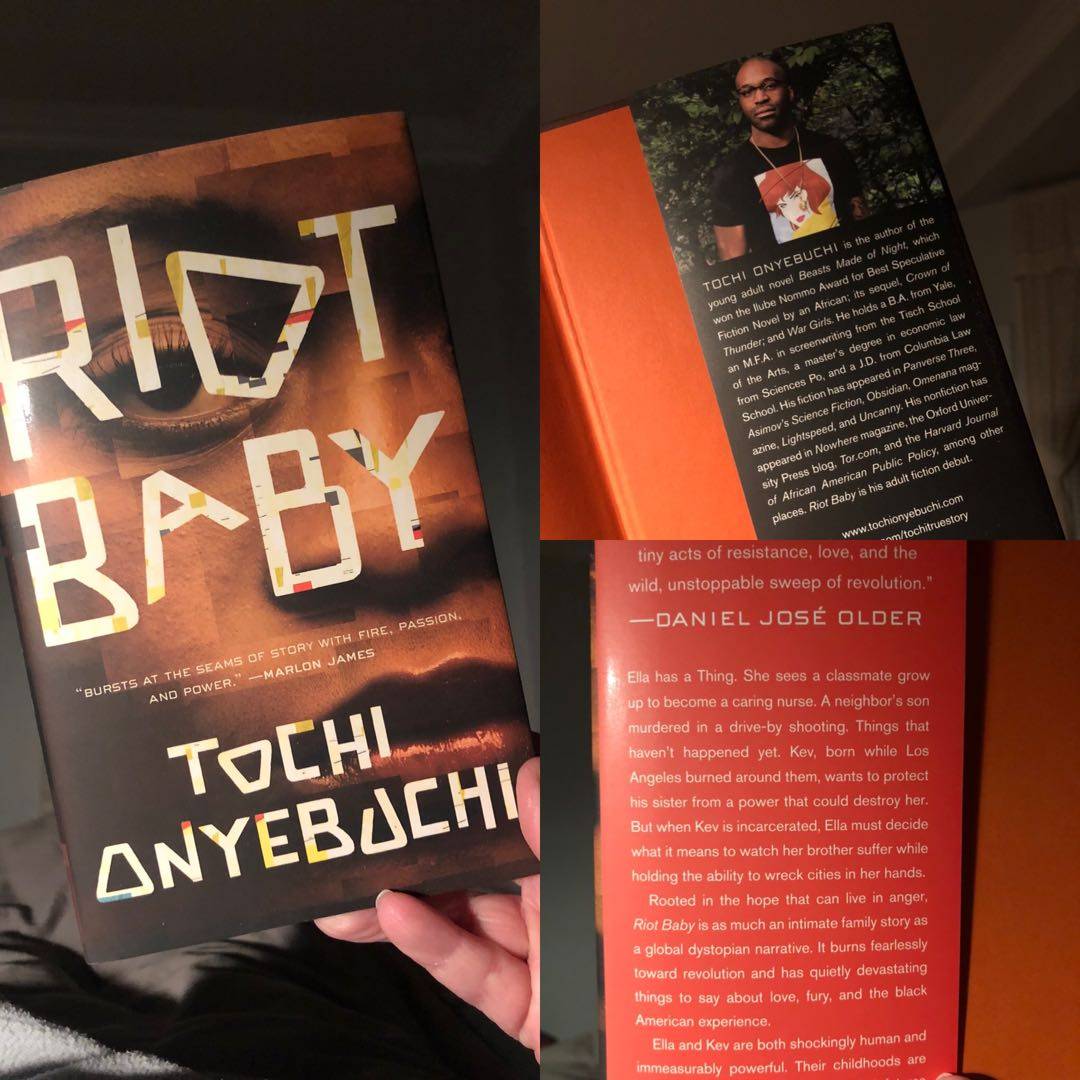 RIOT
BABY
"BURSTS AT THE SEAMS OF STORY WITH FIRE, PASSION,
AND POWER." —MARLON JAMES
TOCHI
ONYEBUCHI
TOCHI ONYEBUCHI is the author of the
young adult novel Beasts Made of Night, which
won the Ilube Nommo Award for Best Speculative
Fiction Novel by an African; its sequel, Crown of
Thunder; and War Girls. He holds a B.A. from Yale,
an M.F.A. in screenwriting from the Tisch School
of the Arts, a master's degree in economic law
from Sciences Po, and a J.D. from Columbia Law
School. His fiction has appeared in Panverse Three,
Asimov's Science Fiction, Obsidian, Omenana mag-
azine, Lightspeed, and Uncanny. His nonfiction has
appeared in Nowhere magazine, the Oxford Univer-
sity Press blog, Tor.com, and the Harvard Journal
of African American Public Policy, among other
places. Riot Baby is his adult fiction debut.
www.tochionyebuchi.com
.com/tochitruestory
tiny acts of resistance, love, and the
wild, unstoppable sweep of revolution."
—DANIEL JOSÉ OLDER
Ella has a Thing. She sees a classmate grow
up to become a caring nurse. A neighbor's son
murdered in a drive-by shooting. Things that
haven't happened yet. Kev, born while Los
Angeles burned around them, wants to protect
his sister from a power that could destroy her.
But when Kev is incarcerated, Ella must decide
what it means to watch her brother suffer while
holding the ability to wreck cities in her hands.
Rooted in the hope that can live in anger,
Riot Baby is as much an intimate family story as
a global dystopian narrative. It burns fearlessly
toward revolution and has quietly devastating
things to say about love, fury, and the black
American experience.
Ella and Kev are both shockingly human and
immeasurably powerful. Their childhoods are